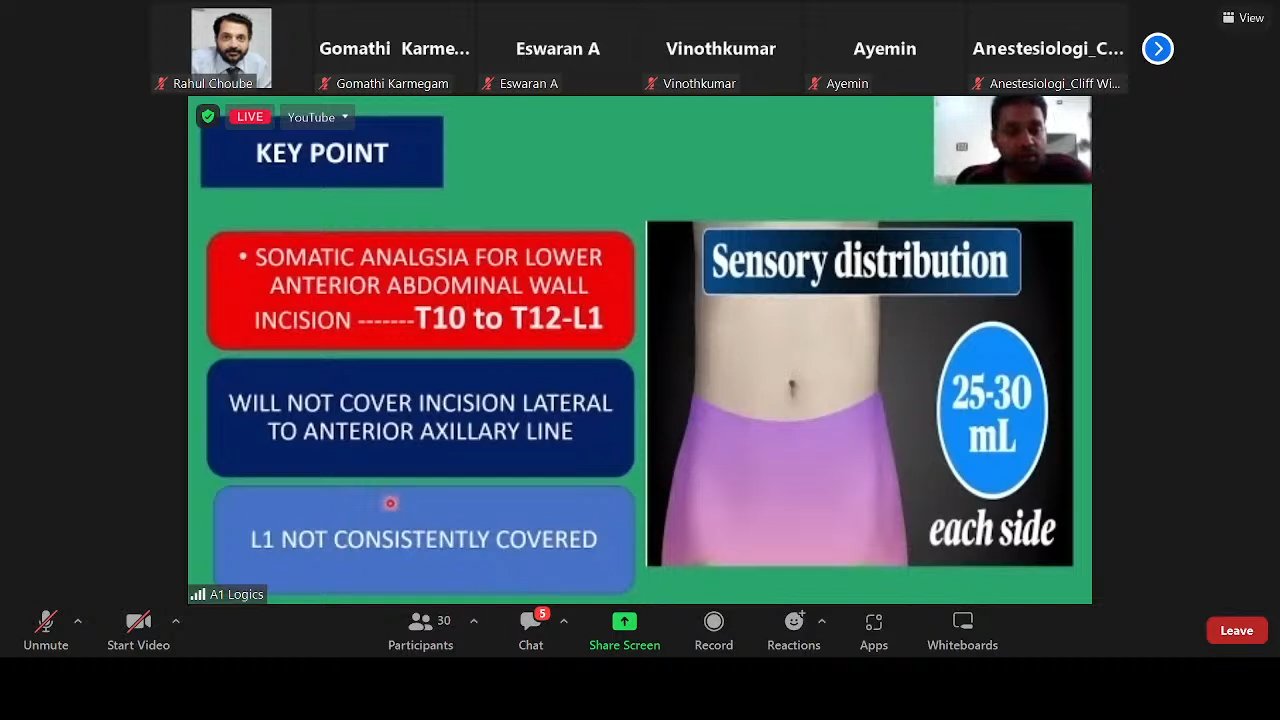 View
Gomathi Karme...
Eswaran A
Vinothkumar
Ayemin
Anestesiologi_C...
Rahul Choube
Gomathi Karmegam
Eswaran A
Vinothkumar
Ayemin
Anestesiologi_Cliff Wi...
LIVE
YouTube
KEY POINT
• SOMATIC ANALGSIA FOR LOWER
ANTERIOR ABDOMINAL WALL
INCISION -------T10 to T12-L1
WILL NOT COVER INCISION LATERAL
TO ANTERIOR AXILLARY LINE
L1 NOT CONSISTENTLY COVERED
Sensory distribution
25-30
mL
each side
A1 Logics
Unmute
Start Video
30
Participants
5
Chat
Share Screen
Record
Reactions
Apps
Whiteboards
Leave